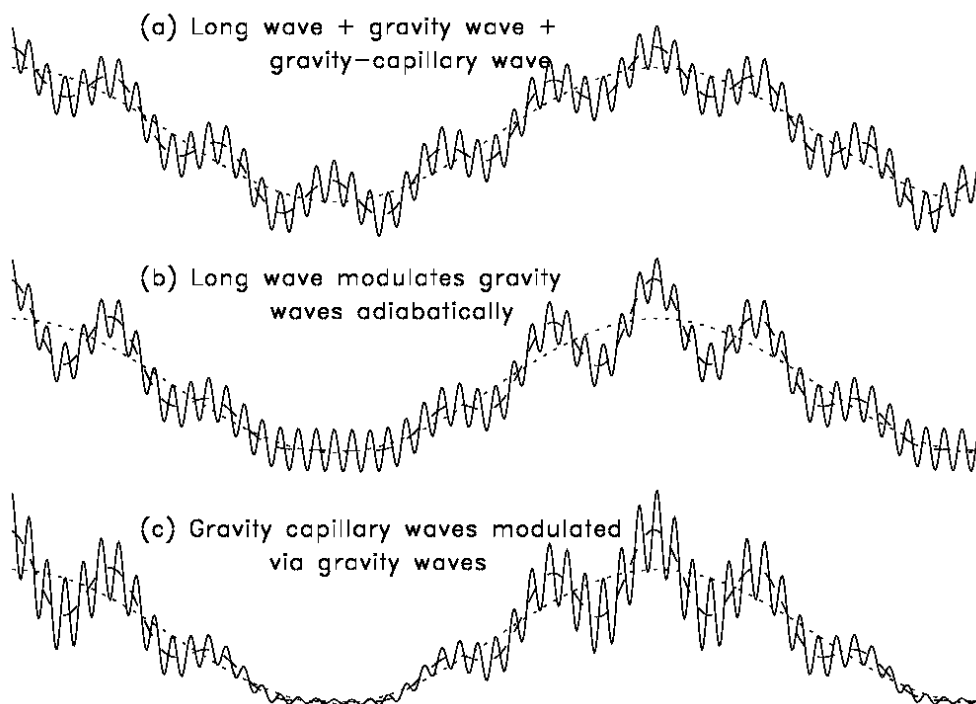 (a) Long wave + gravity wave +
gravity-capillary wave
(b) Long wave modulates gravity
waves adiabatically
(c) Gravity capillary waves modulated
via gravity waves